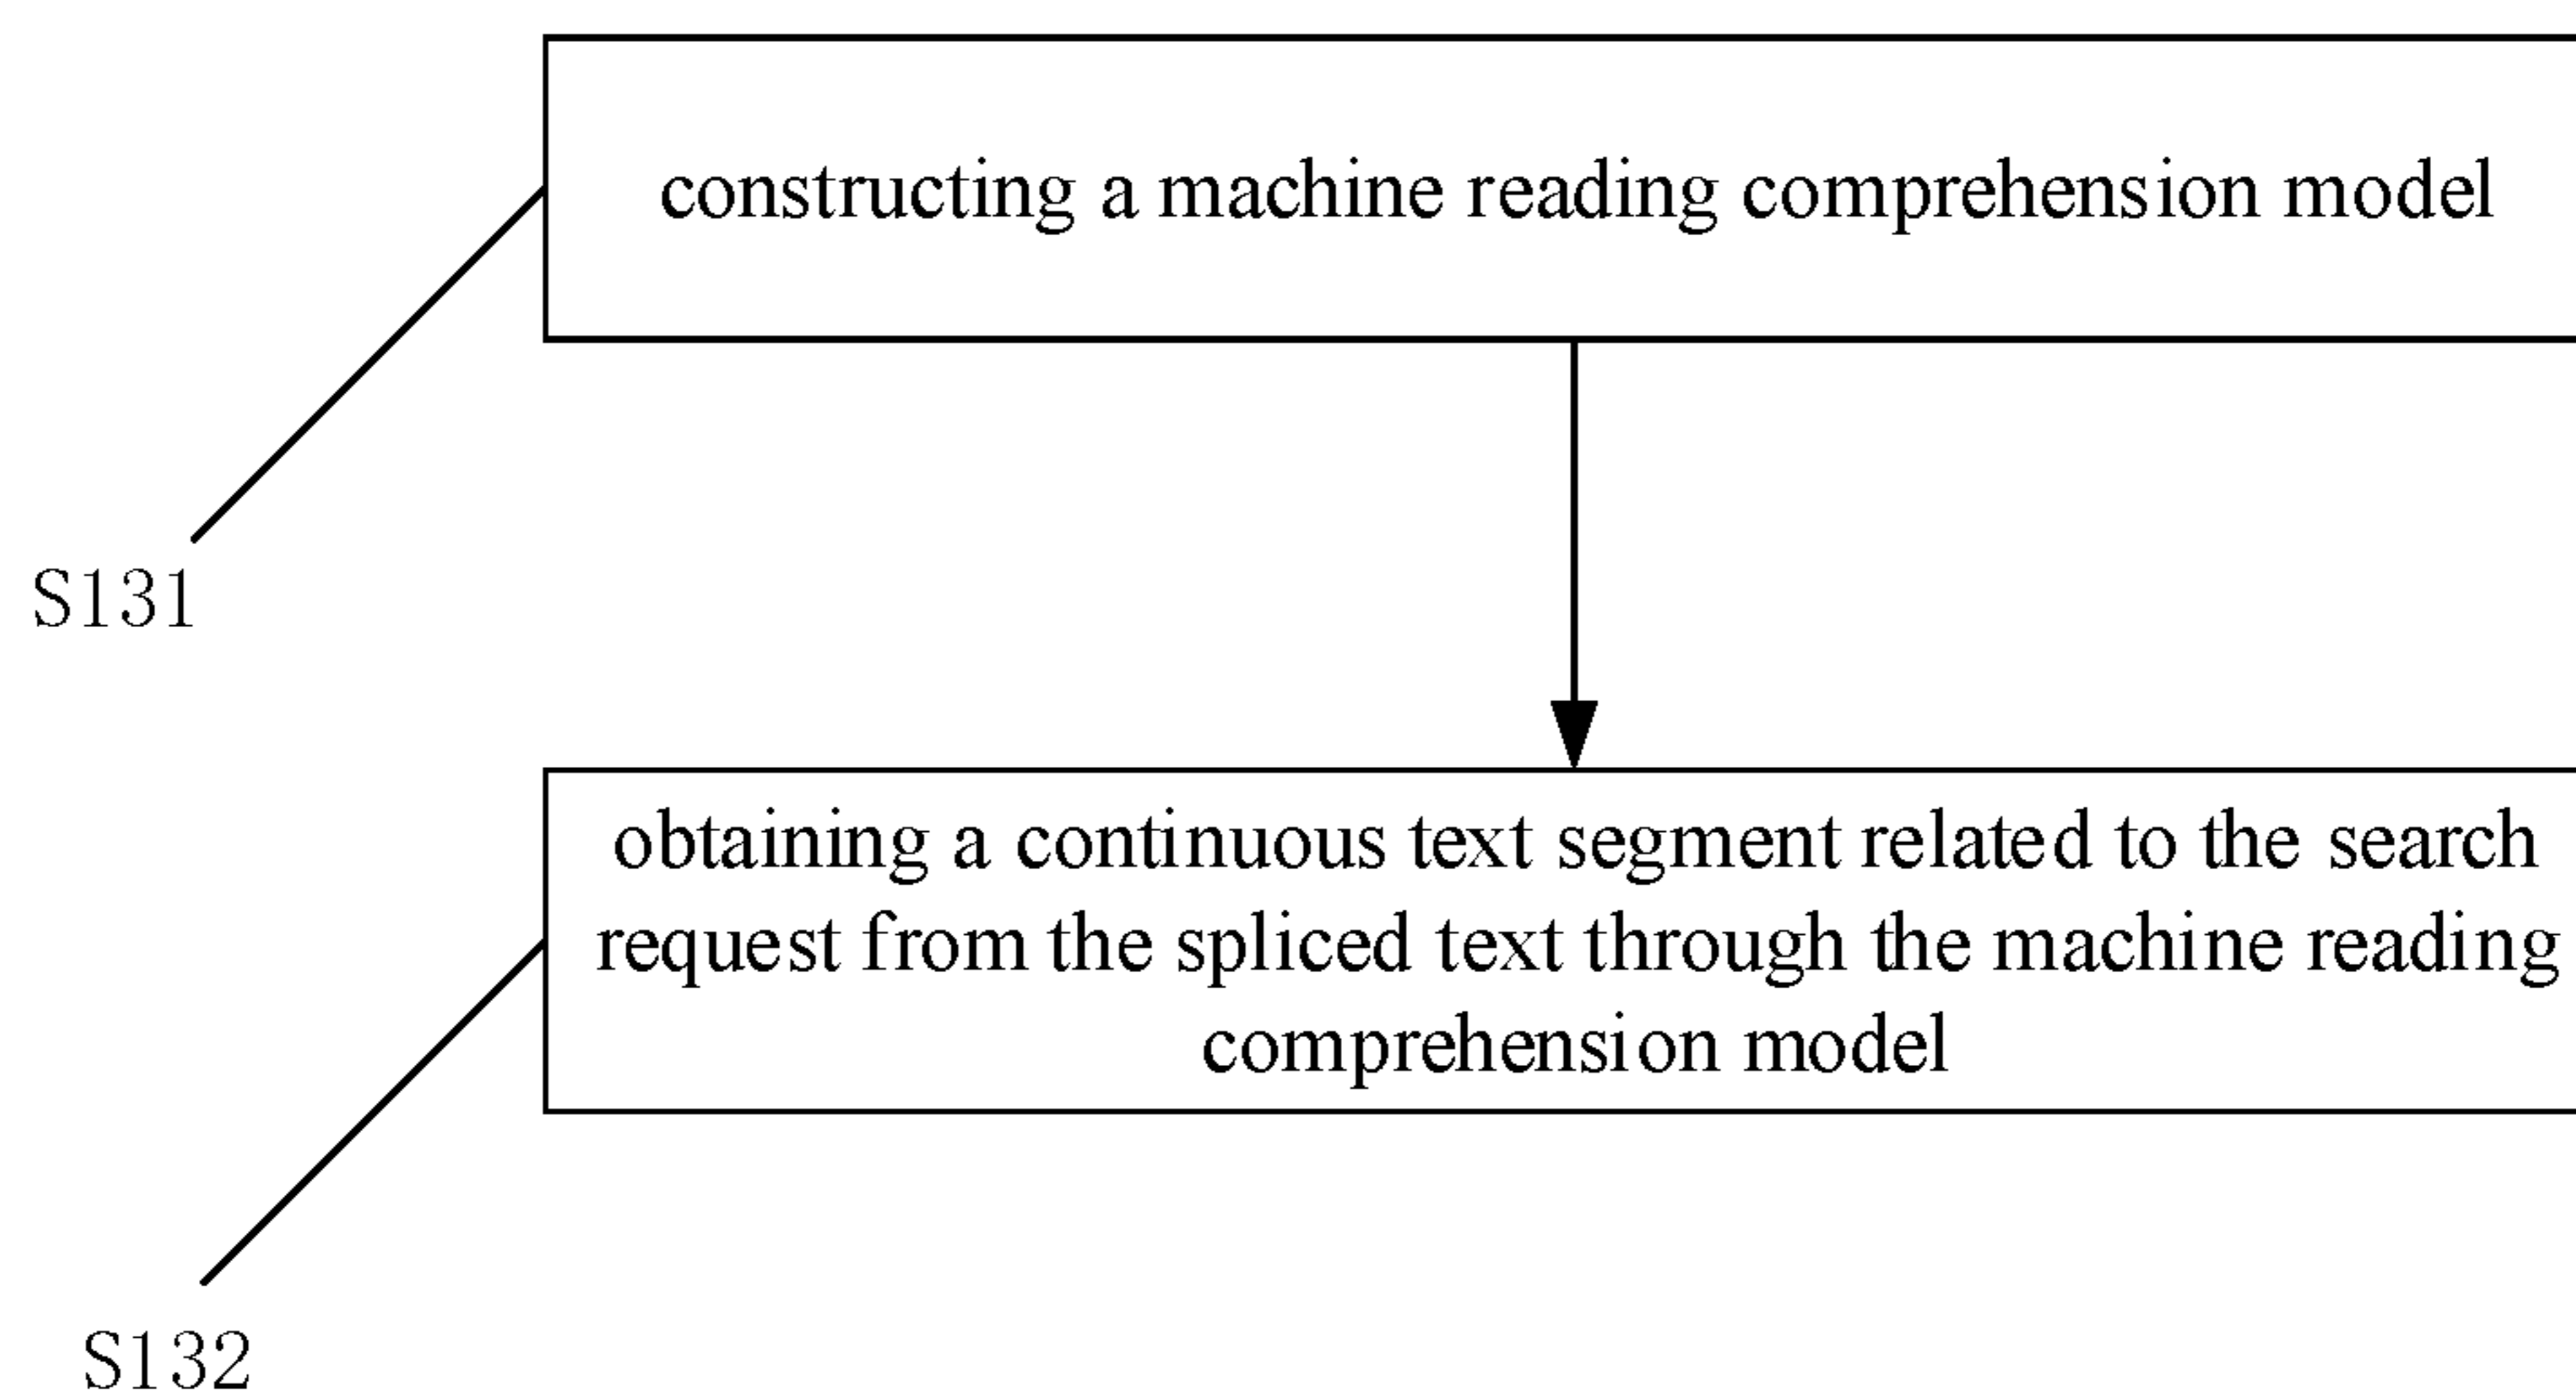 constructing a machine reading comprehension model
S131
obtaining a continuous text segment related to the search
request from the spliced text through the machine reading
comprehension model
S132